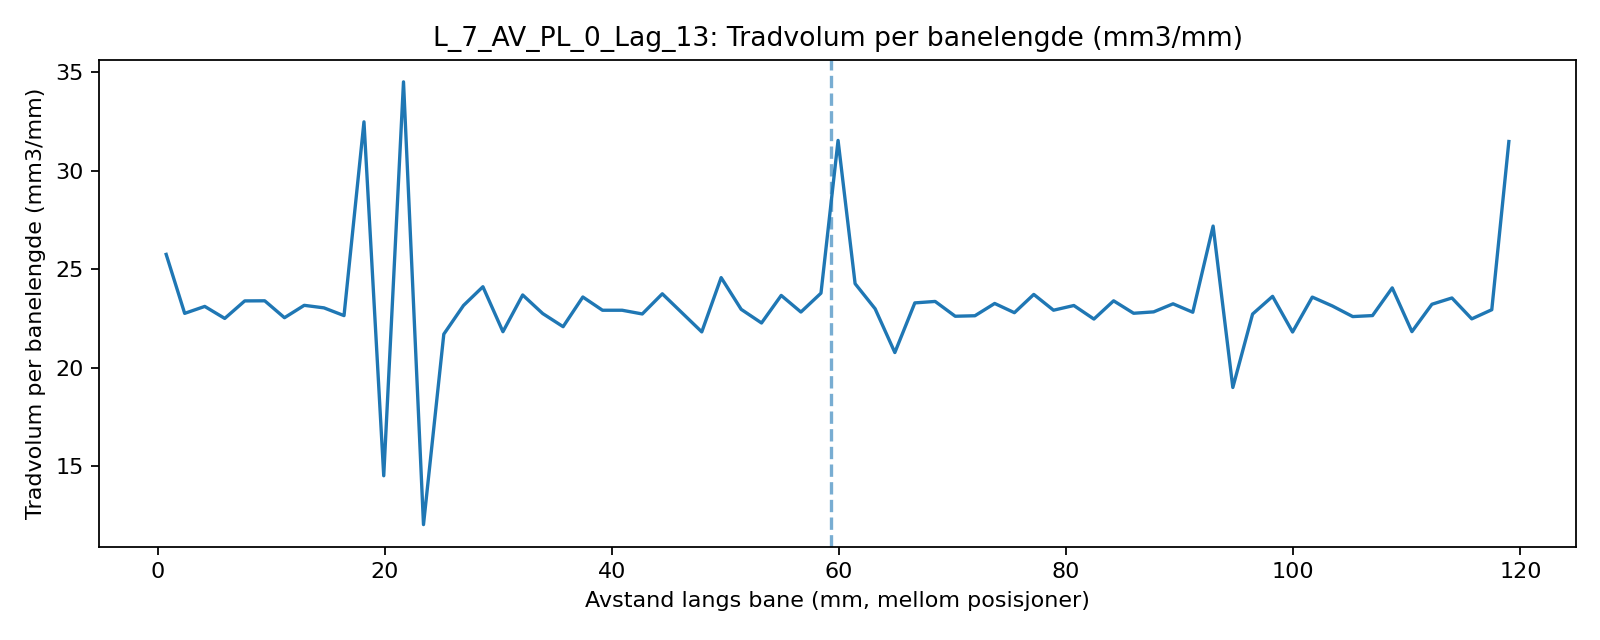 L_7_AV_PL_0_Lag_13: Tradvolum per banelengde (mm3/mm)
Tradvolum per banelengde (mm3/mm)
35
30
25
20
15
0 20 40 60 80 100 120
Avstand langs bane (mm, mellom posisjoner)